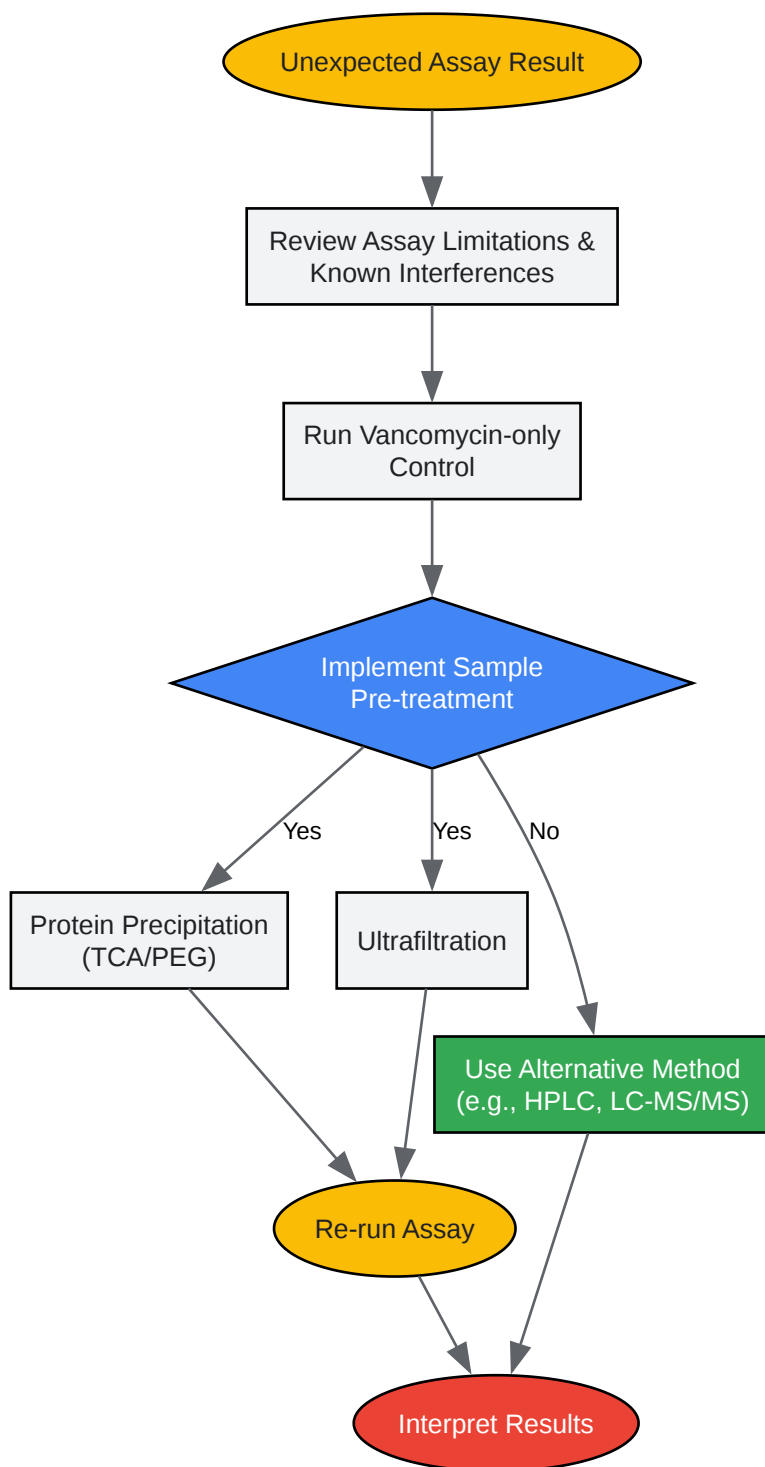 Unexpected Assay Result
Review Assay Limitations &
Known Interferences
Run Vancomycin-only
Control
Implement Sample
Pre-treatment
Yes
Yes
No
Protein Precipitation
(TCA/PEG)
Ultrafiltration
Use Alternative Method
(e.g., HPLC, LC-MS/MS)
Re-run Assay
Interpret Results